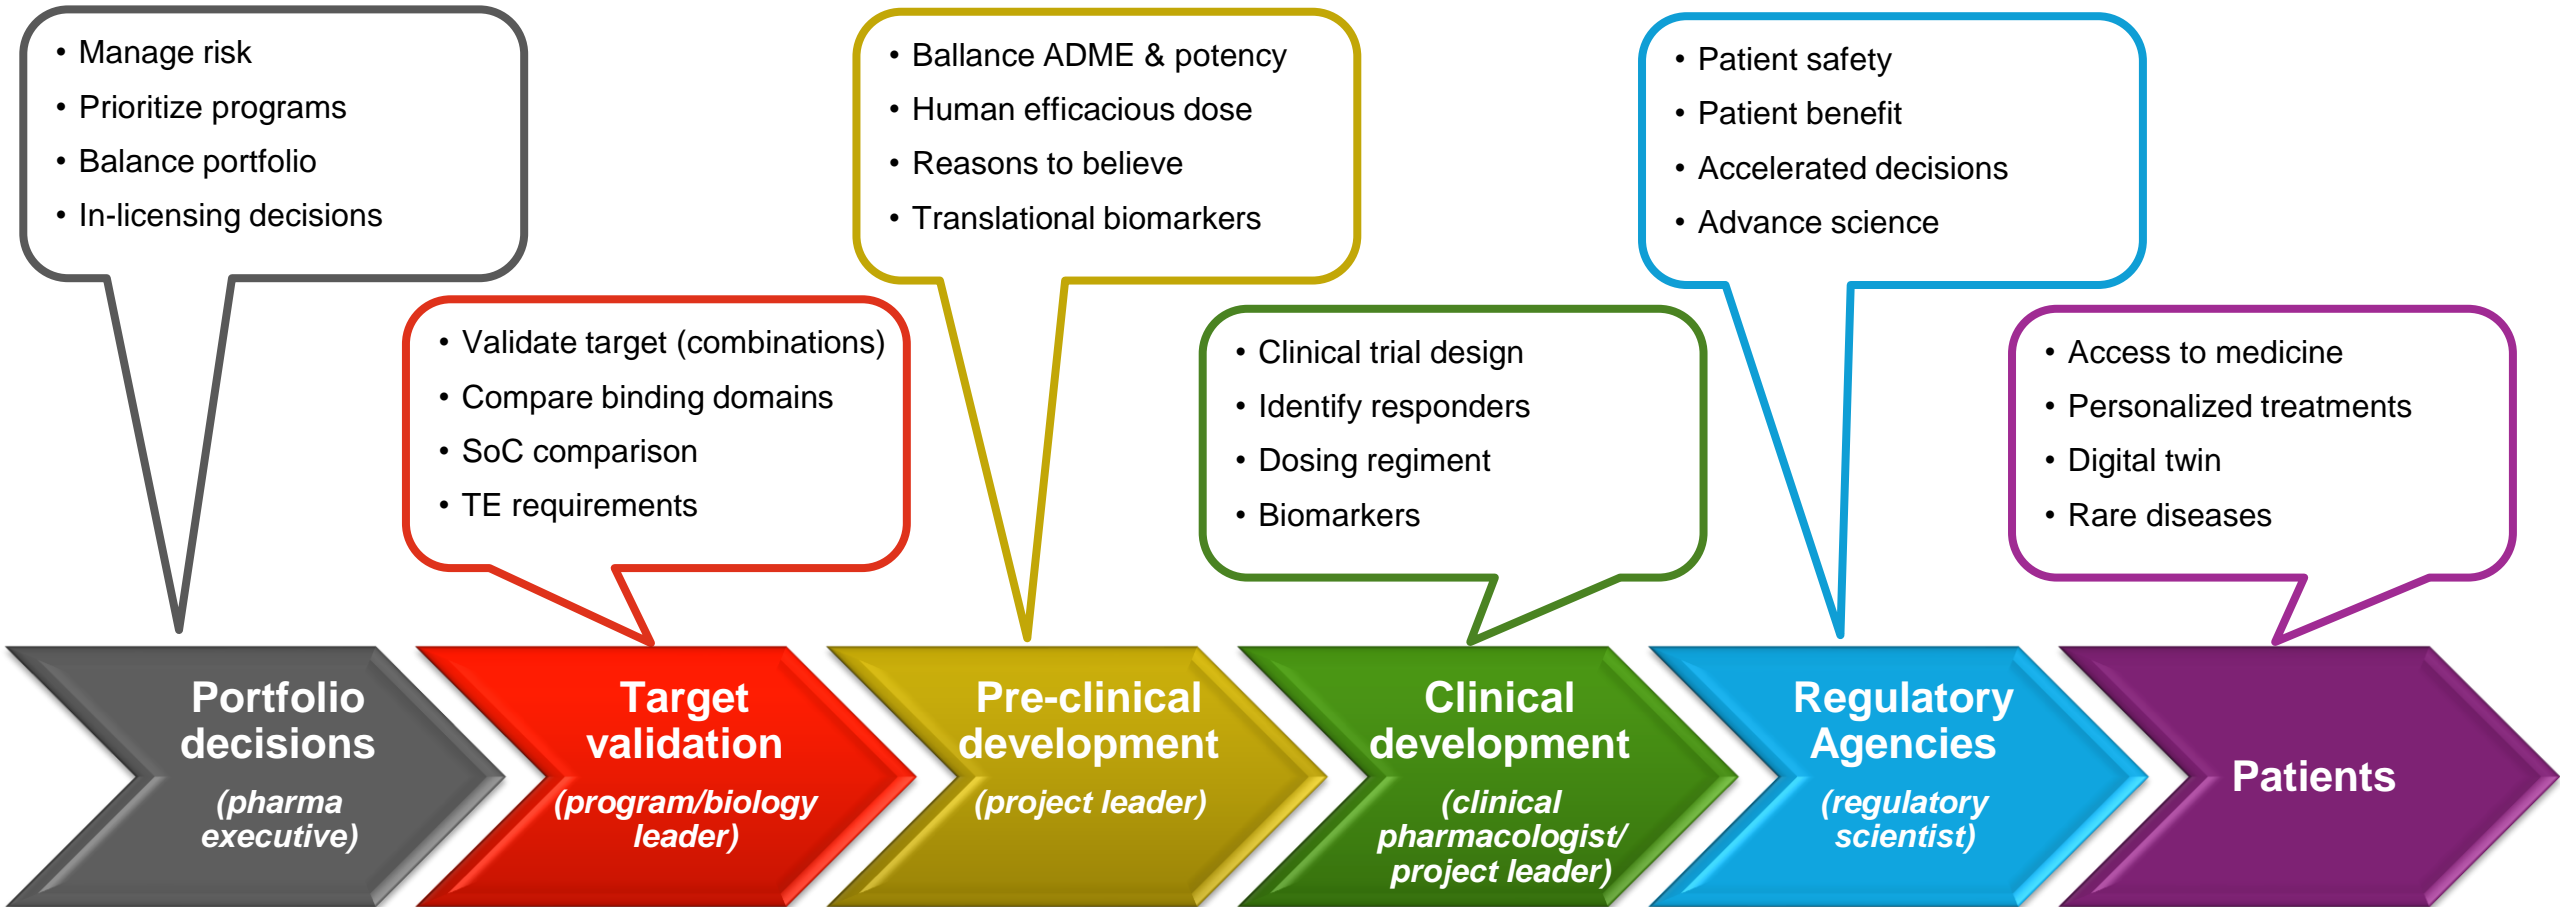 • Manage risk
• Prioritize programs
• Balance portfolio
• In-licensing decisions
• Validate target (combinations)
• Compare binding domains
• SoC comparison
• TE requirements
• Ballance ADME & potency
• Human efficacious dose
• Reasons to believe
• Translational biomarkers
• Clinical trial design
• Identify responders
• Dosing regiment
• Biomarkers
• Patient safety
• Patient benefit
• Accelerated decisions
• Advance science
• Access to medicine
• Personalized treatments
• Digital twin
• Rare diseases
Portfolio
decisions
(pharma
executive)
Target
validation
(program/biology
leader)
Pre-clinical
development
(project leader)
Clinical
development
(clinical
pharmacologist/
project leader)
Regulatory
Agencies
(regulatory
scientist)
Patients